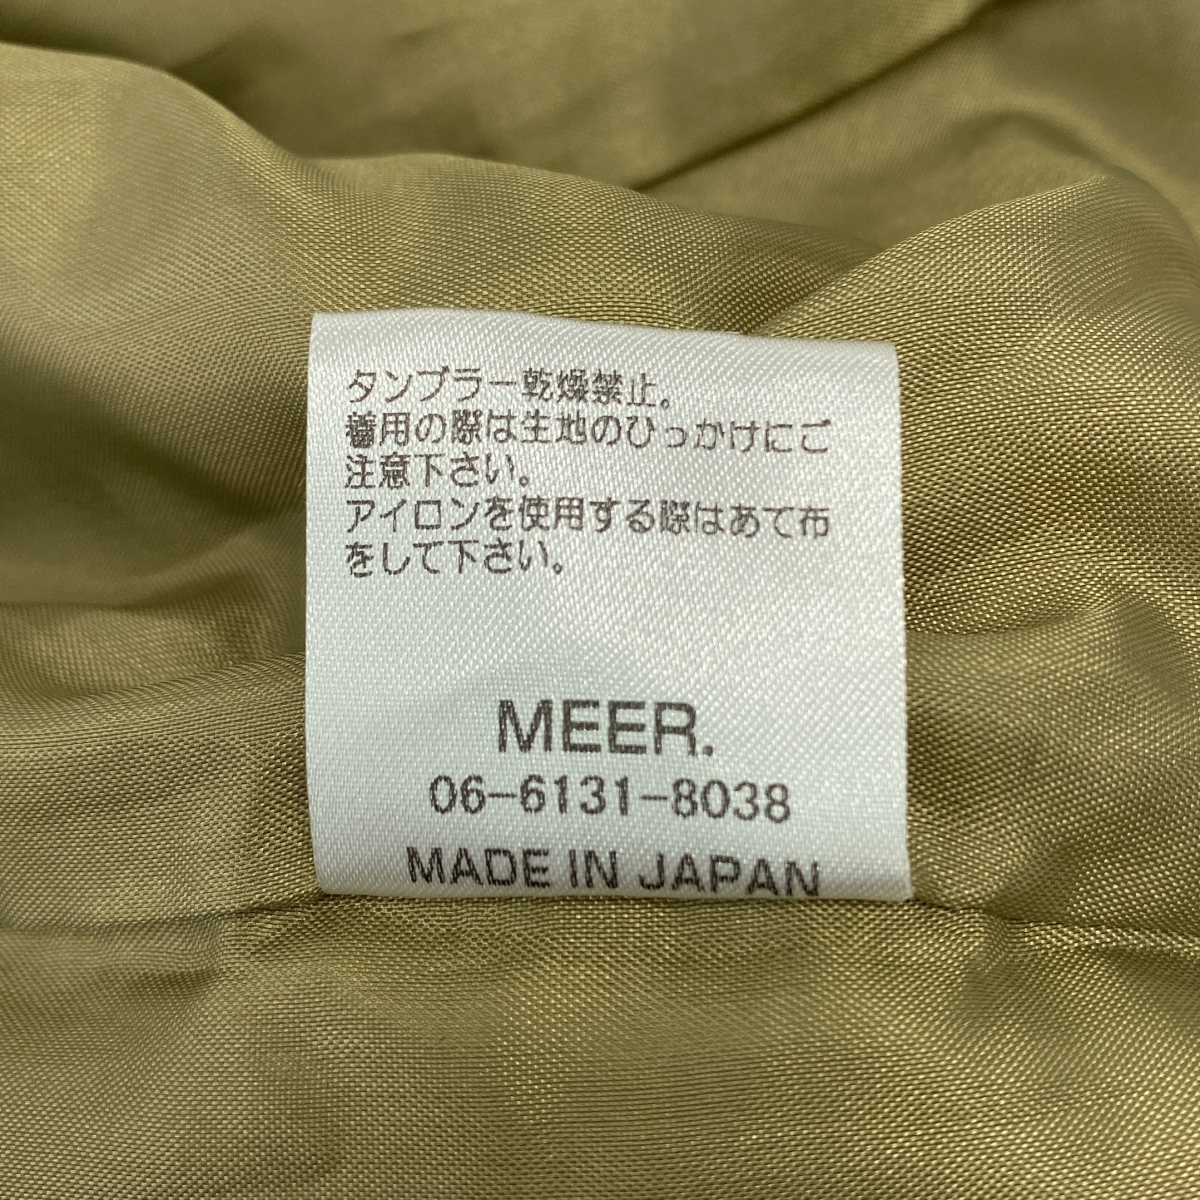 タンブラー乾燥禁止。
着用の際は生地のひっかけにご
注意下さい。
アイロンを使用する際はあて布
をして下さい。
MEER.
06-6131-8038
MADE IN JAPAN